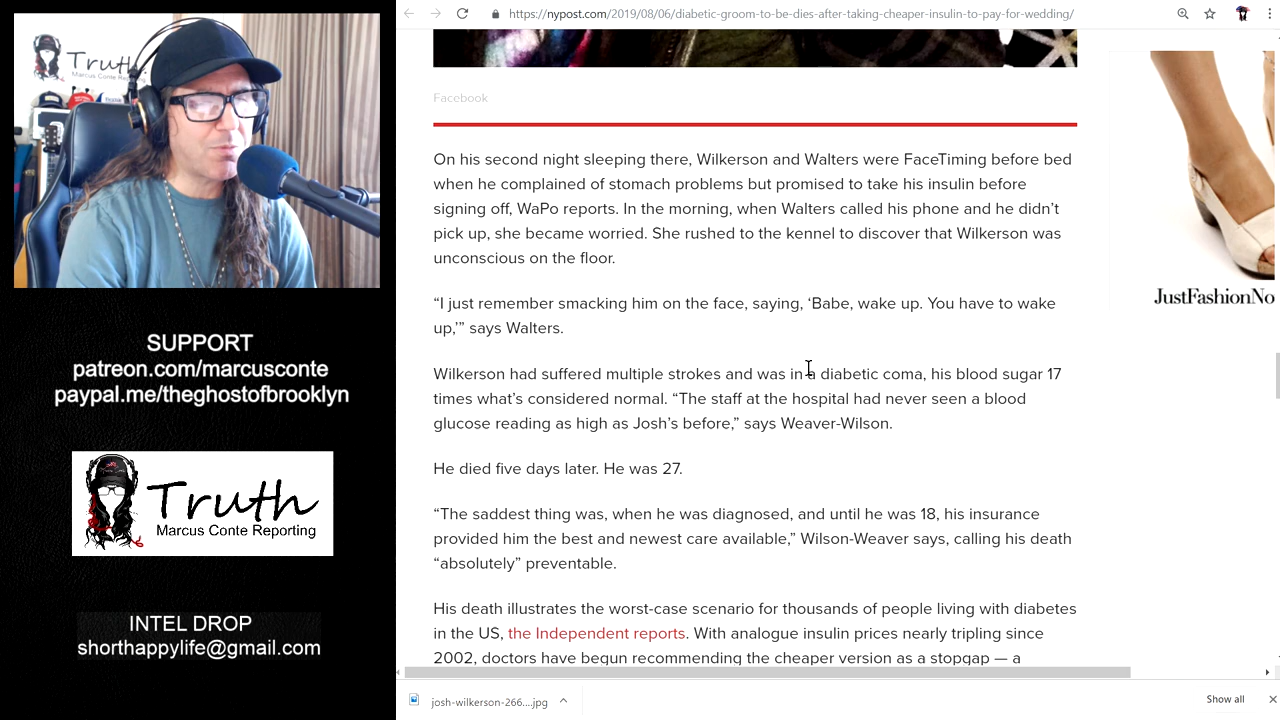 Truth
Marcus Conte Reporting
SUPPORT
patreon.com/marcusconte
paypal.me/theghostofbrooklyn
Truth
Marcus Conte Reporting
INTEL DROP
shorthappylife@gmail.com
https://nypost.com/2019/08/06/diabetic-groom-to-be-dies-after-taking-cheaper-insulin-to-pay-for-wedding/
Facebook
On his second night sleeping there, Wilkerson and Walters were FaceTiming before bed
when he complained of stomach problems but promised to take his insulin before
signing off, WaPo reports. In the morning, when Walters called his phone and he didn’t
pick up, she became worried. She rushed to the kennel to discover that Wilkerson was
unconscious on the floor.
“I just remember smacking him on the face, saying, ‘Babe, wake up. You have to wake
up,’” says Walters.
Wilkerson had suffered multiple strokes and was in a diabetic coma, his blood sugar 17
times what’s considered normal. “The staff at the hospital had never seen a blood
glucose reading as high as Josh’s before,” says Weaver-Wilson.
He died five days later. He was 27.
“The saddest thing was, when he was diagnosed, and until he was 18, his insurance
provided him the best and newest care available,” Wilson-Weaver says, calling his death
“absolutely” preventable.
His death illustrates the worst-case scenario for thousands of people living with diabetes
in the US, the Independent reports. With analogue insulin prices nearly tripling since
2002, doctors have begun recommending the cheaper version as a stopgap — a
JustFashionNo
josh-wilkerson-266....jpg
Show all